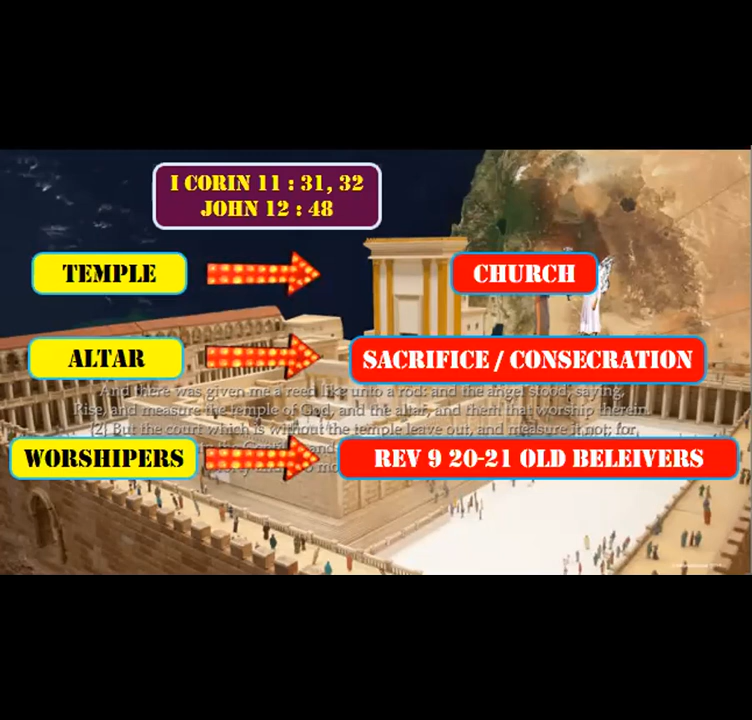 I CORIN 11 : 31, 32
JOHN 12 : 48
TEMPLE
CHURCH
ALTAR
SACRIFICE / CONSECRATION
And there was given me a reed like unto a rod: and the angel stood, saying,
Rise, and measure the temple of God, and the altar, and them that worship therein.
(2) But the court which is without the temple leave out, and measure it not; for
WORSHIPERS
REV 9 20-21 OLD BELEIVERS